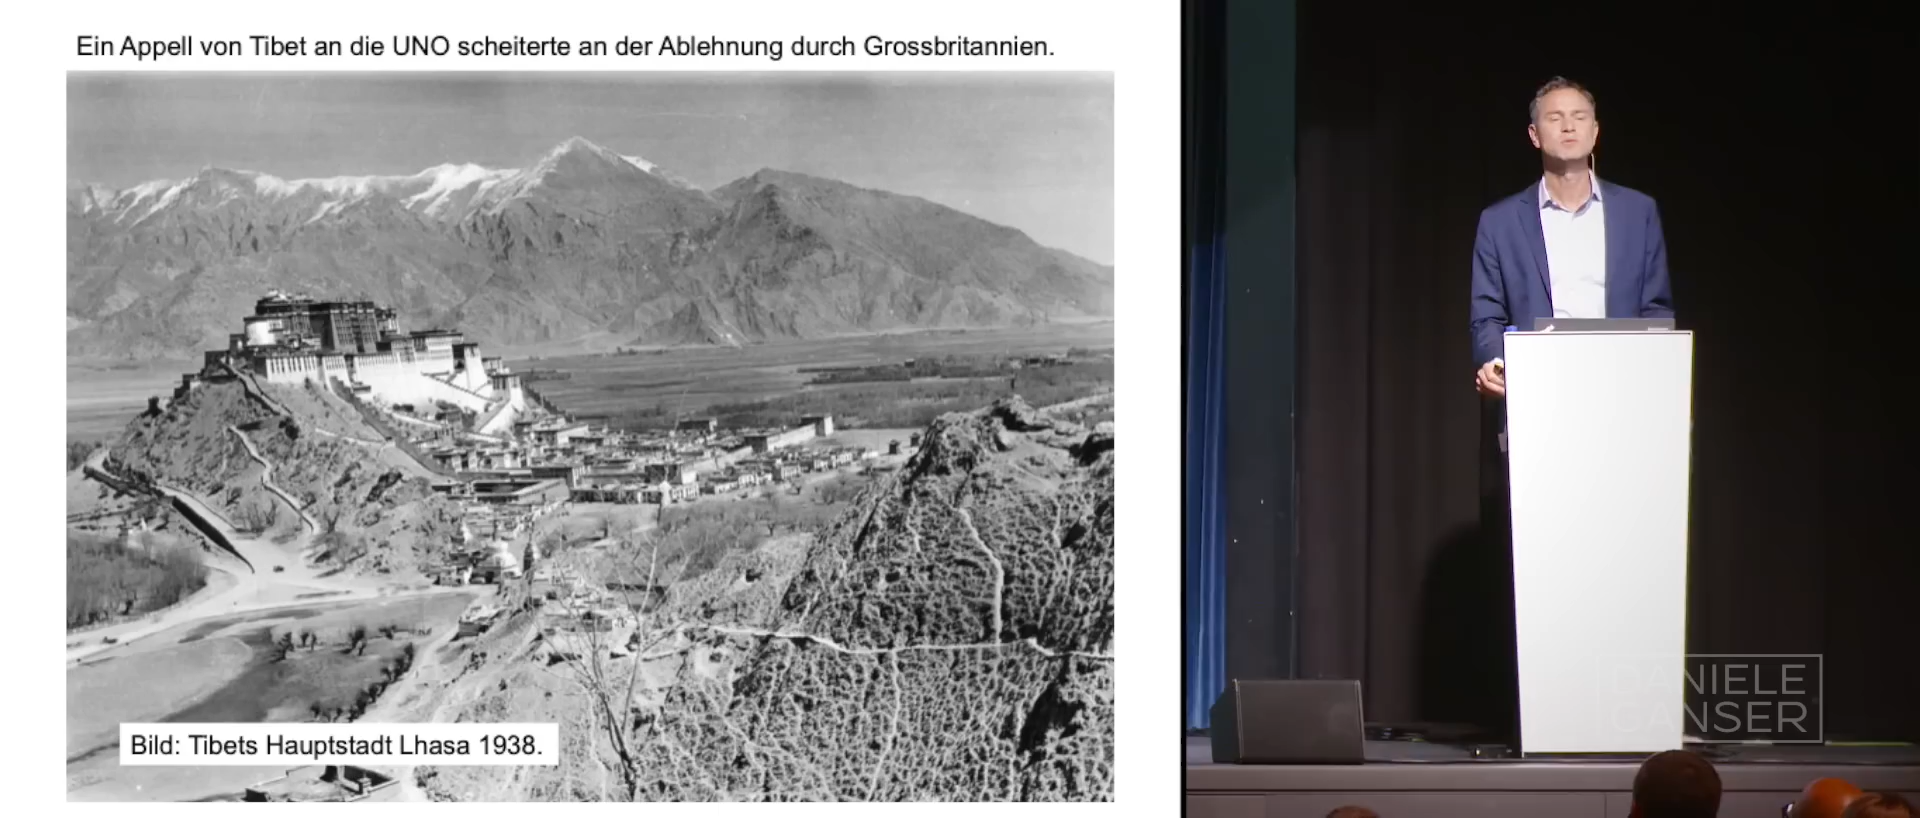 Ein Appell von Tibet an die UNO scheiterte an der Ablehnung durch Grossbritannien.
Bild: Tibets Hauptstadt Lhasa 1938.
DANIELE
GANSER